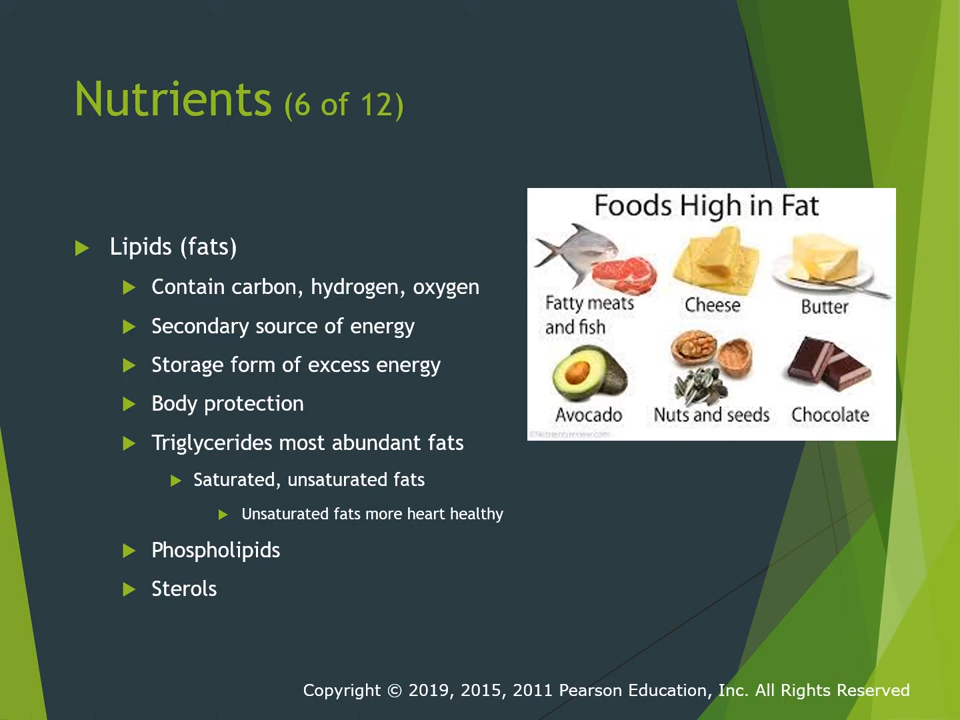 Nutrients (6 of 12)
Lipids (fats)
Contain carbon, hydrogen, oxygen
Secondary source of energy
Storage form of excess energy
Body protection
Triglycerides most abundant fats
Saturated, unsaturated fats
Unsaturated fats more heart healthy
Phospholipids
Sterols
Foods High in Fat
Fatty meats
and fish
Cheese
Butter
Avocado
Nuts and seeds
Chocolate
Copyright © 2019, 2015, 2011 Pearson Education, Inc. All Rights Reserved